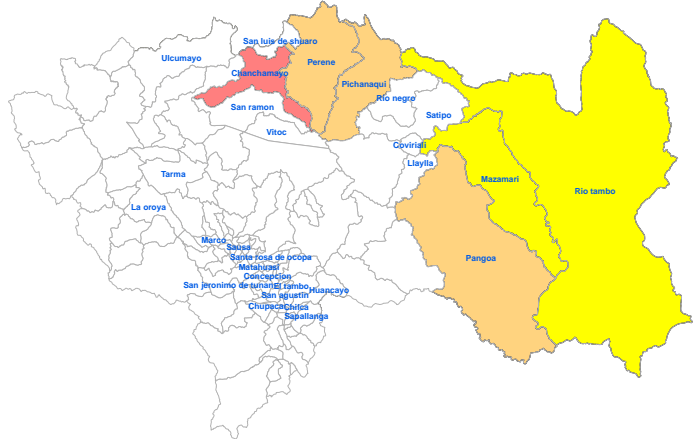 San luis de shuaro
Ulcumayo
Perene
Chanchamayo
Pichanaqui
Rio negro
San ramon
Satipo
Vitoc
Coviriali
Llaylla
Tarma
Mazamari
Rio tambo
La oroya
Marco
Sausa
Santa rosa de ocopa
Pangoa
Matahuasi
Concepcion
San jeronimo de tunan
El tambo
Huancayo
San agustin
Chupaca
Chilca
Sapallanga